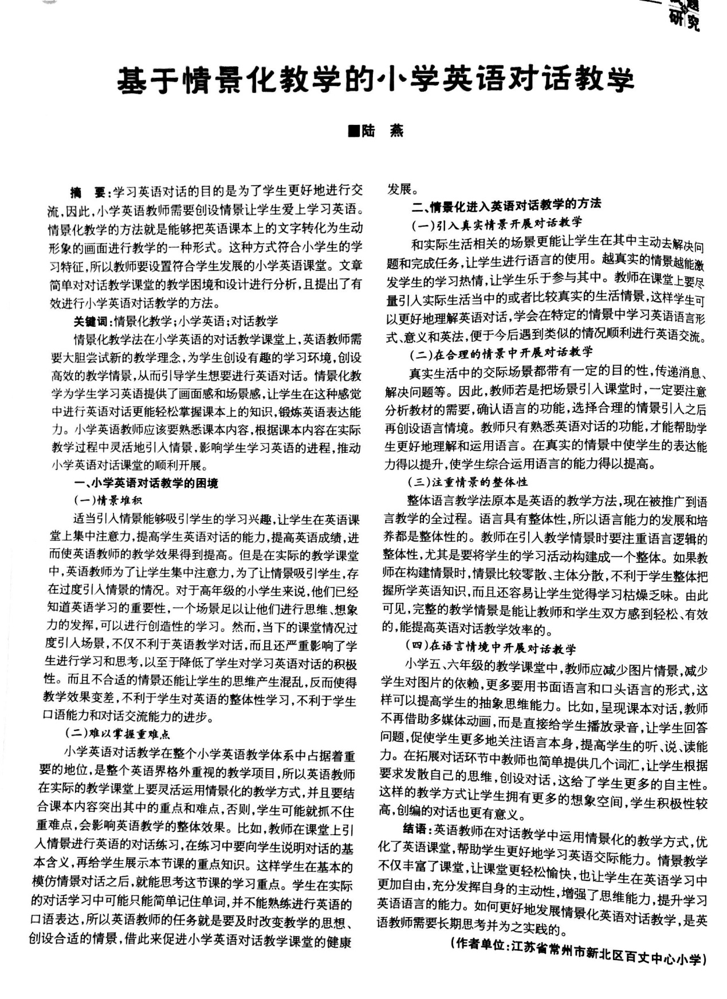 研究
基于情景化教学的小学英语对话教学
■陆　燕
摘　要:学习英语对话的目的是为了学生更好地进行交
流,因此,小学英语教师需要创设情景让学生爱上学习英语。
情景化教学的方法就是能够把英语课本上的文字转化为生动
形象的画面进行教学的一种形式。这种方式符合小学生的学
习特征,所以教师要设置符合学生发展的小学英语课堂。文章
简单对对话教学课堂的教学困境和设计进行分析,且提出了有
效进行小学英语对话教学的方法。
关键词:情景化教学;小学英语;对话教学
情景化教学法在小学英语的对话教学课堂上,英语教师需
要大胆尝试新的教学理念,为学生创设有趣的学习环境,创设
高效的教学情景,从而引导学生想要进行英语对话。情景化教
学为学生学习英语提供了画面感和场景感,让学生在这种感觉
中进行英语对话更能轻松掌握课本上的知识,锻炼英语表达能
力。小学英语教师应该要熟悉课本内容,根据课本内容在实际
教学过程中灵活地引入情景,影响学生学习英语的进程,推动
小学英语对话课堂的顺利开展。
一、小学英语对话教学的困境
(一)情景堆积
适当引入情景能够吸引学生的学习兴趣,让学生在英语课
堂上集中注意力,提高学生英语对话的能力,提高英语成绩,进
而使英语教师的教学效果得到提高。但是在实际的教学课堂
中,英语教师为了让学生集中注意力,为了让情景吸引学生,存
在过度引入情景的情况。对于高年级的小学生来说,他们已经
知道英语学习的重要性,一个场景足以让他们进行思维、想象
力的发挥,可以进行创造性的学习。然而,当下的课堂情况过
度引入场景,不仅不利于英语教学对话,而且还严重影响了学
生进行学习和思考,以至于降低了学生对学习英语对话的积极
性。而且不合适的情景还能让学生的思维产生混乱,反而使得
教学效果变差,不利于学生对英语的整体性学习,不利于学生
口语能力和对话交流能力的进步。
(二)难以掌握重难点
小学英语对话教学在整个小学英语教学体系中占据着重
要的地位,是整个英语界格外重视的教学项目,所以英语教师
在实际的教学课堂上要灵活运用情景化的教学方式,并且要结
合课本内容突出其中的重点和难点,否则,学生可能就抓不住
重难点,会影响英语教学的整体效果。比如,教师在课堂上引
入情景进行英语的对话练习,在练习中要向学生说明对话的基
本含义,再给学生展示本节课的重点知识。这样学生在基本的
模仿情景对话之后,就能思考这节课的学习重点。学生在实际
的对话学习中可能只能简单记住单词,并不能熟练进行英语的
口语表达,所以英语教师的任务就是要及时改变教学的思想、
创设合适的情景,借此来促进小学英语对话教学课堂的健康
发展。
二、情景化进入英语对话教学的方法
(一)引入真实情景开展对话教学
和实际生活相关的场景更能让学生在其中主动去解决问
题和完成任务,让学生进行语言的使用。越真实的情景越能激
发学生的学习热情,让学生乐于参与其中。教师在课堂上要尽
量引入实际生活当中的或者比较真实的生活情景,这样学生可
以更好地理解英语对话,学会在特定的情景中学习英语语言形
式、意义和英法,便于今后遇到类似的情况顺利进行英语交流。
(二)在合理的情景中开展对话教学
真实生活中的交际场景都带有一定的目的性,传递消息、
解决问题等。因此,教师若是把场景引入课堂时,一定要注意
分析教材的需要,确认语言的功能,选择合理的情景引入之后
再创设语言情境。教师只有熟悉英语对话的功能,才能帮助学
生更好地理解和运用语言。在真实的情景中使学生的表达能
力得以提升,使学生综合运用语言的能力得以提高。
(三)注重情景的整体性
整体语言教学法原本是英语的教学方法,现在被推广到语
言教学的全过程。语言具有整体性,所以语言能力的发展和培
养都是整体性的。教师在引入教学情景时要注重语言逻辑的
整体性,尤其是要将学生的学习活动构建成一个整体。如果教
师在构建情景时,情景比较零散、主体分散,不利于学生整体把
握所学英语知识,而且还容易让学生觉得学习枯燥乏味。由此
可见,完整的教学情景是能让教师和学生双方感到轻松、有效
的,能提高英语对话教学效率的。
(四)在语言情境中开展对话教学
小学五、六年级的教学课堂中,教师应减少图片情景,减少
学生对图片的依赖,更多要用书面语言和口头语言的形式,这
样可以提高学生的抽象思维能力。比如,呈现课本对话,教师
不再借助多媒体动画,而是直接给学生播放录音,让学生回答
问题,促使学生更多地关注语言本身,提高学生的听、说、读能
力。在拓展对话环节中教师也简单提供几个词汇,让学生根据
要求发散自己的思维,创设对话,这给了学生更多的自主性。
这样的教学方式让学生拥有更多的想象空间,学生积极性较
高,创编的对话也更有意义。
结语:英语教师在对话教学中运用情景化的教学方式,优
化了英语课堂,帮助学生更好地学习英语交际能力。情景教学
不仅丰富了课堂,让课堂更轻松愉快,也让学生在英语学习中
更加自由,充分发挥自身的主动性,增强了思维能力,提升学习
英语语言的能力。如何更好地发展情景化英语对话教学,是英
语教师需要长期思考并为之实践的。
(作者单位:江苏省常州市新北区百丈中心小学)